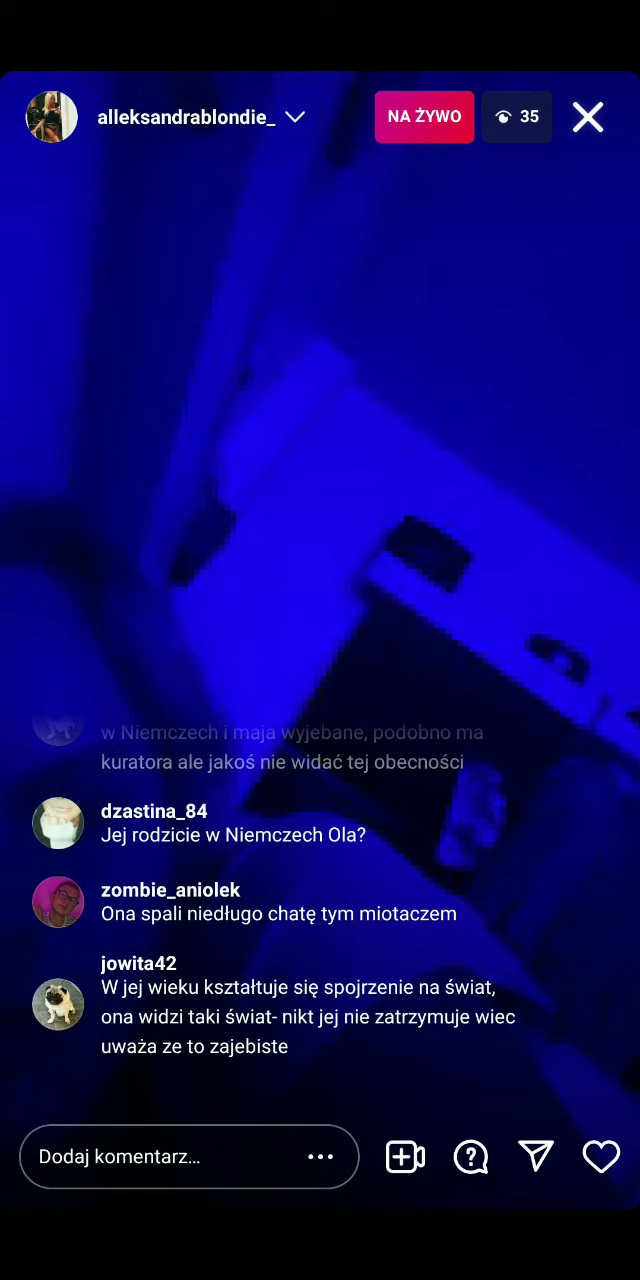 alleksandrablondie_
NA ŻYWO
35
w Niemczech i maja wyjebane, podobno ma
kuratora ale jakoś nie widać tej obecności
dzastina_84
Jej rodzicie w Niemczech Ola?
zombie_aniolek
Ona spali niedługo chatę tym miotaczem
jowita42
W jej wieku kształtuje się spojrzenie na świat,
ona widzi taki świat- nikt jej nie zatrzymuje wiec
uważa ze to zajebiste
Dodaj komentarz...